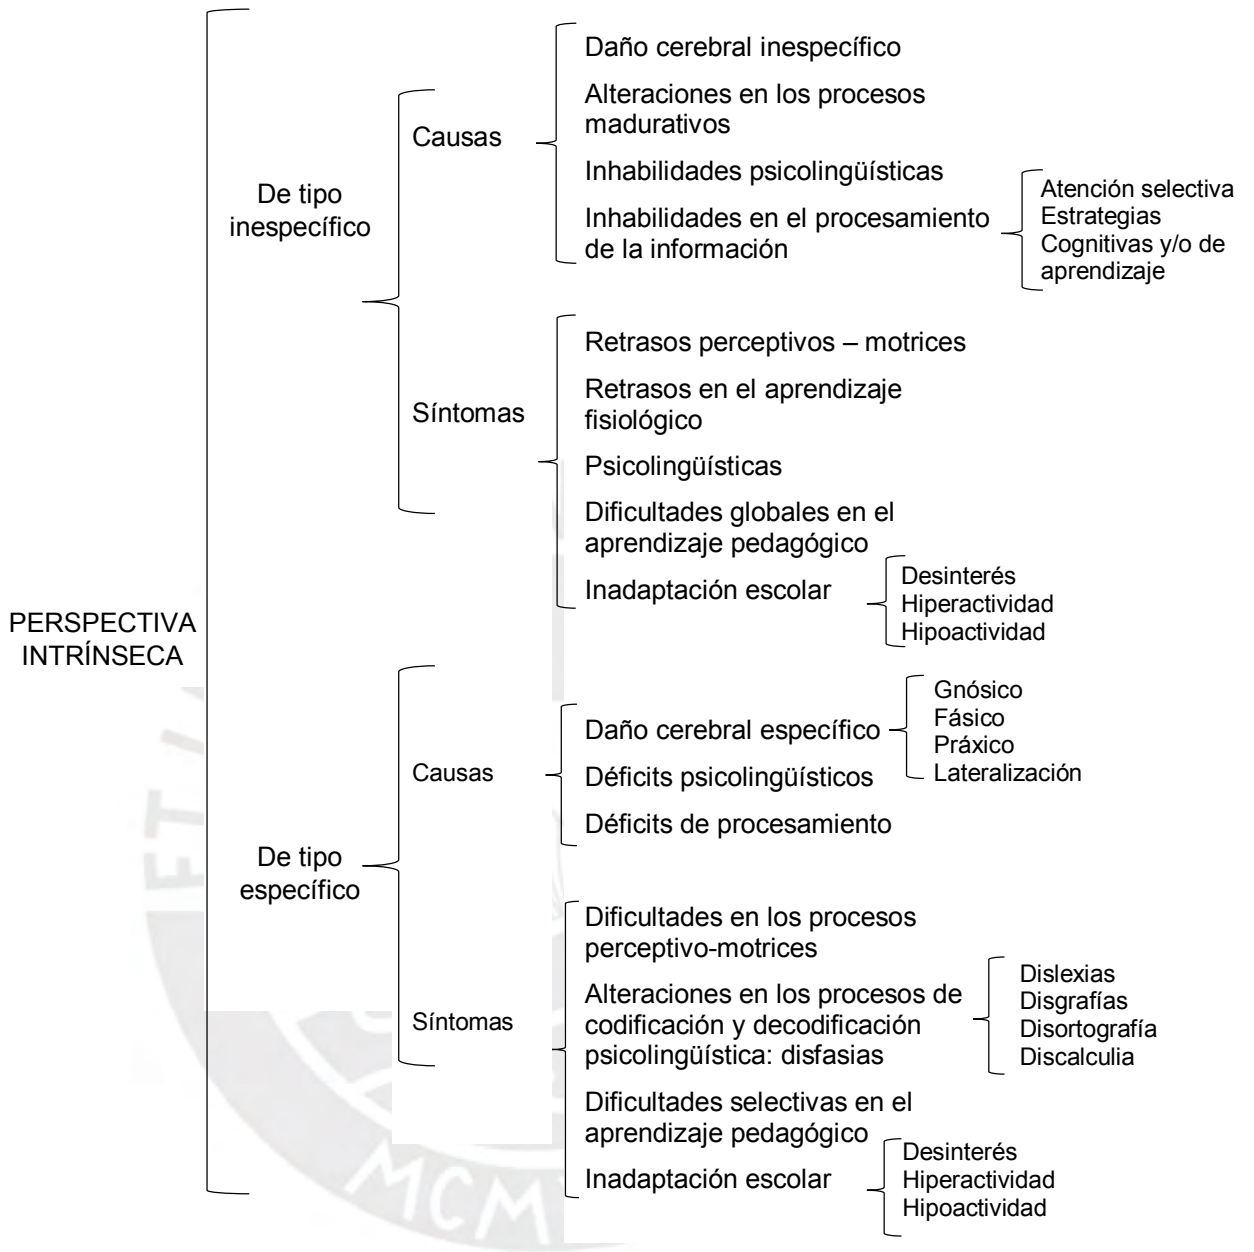 PERSPECTIVA
INTRÍNSECA
De tipo
inespecífico
Causas
Daño cerebral inespecífico
Alteraciones en los procesos
madurativos
Inhabilidades psicolingüísticas
Inhabilidades en el procesamiento
de la información
Atención selectiva
Estrategias
Cognitivas y/o de
aprendizaje
Síntomas
Retrasos perceptivos – motrices
Retrasos en el aprendizaje
fisiológico
Psicolingüísticas
Dificultades globales en el
aprendizaje pedagógico
Inadaptación escolar
Desinterés
Hiperactividad
Hipoactividad
De tipo
específico
Causas
Daño cerebral específico
Gnósico
Fásico
Práxico
Lateralización
Déficits psicolingüísticos
Déficits de procesamiento
Síntomas
Dificultades en los procesos
perceptivo-motrices
Alteraciones en los procesos de
codificación y decodificación
psicolingüística: disfasias
Dislexias
Disgrafías
Disortografía
Discalculia
Dificultades selectivas en el
aprendizaje pedagógico
Inadaptación escolar
Desinterés
Hiperactividad
Hipoactividad
ET